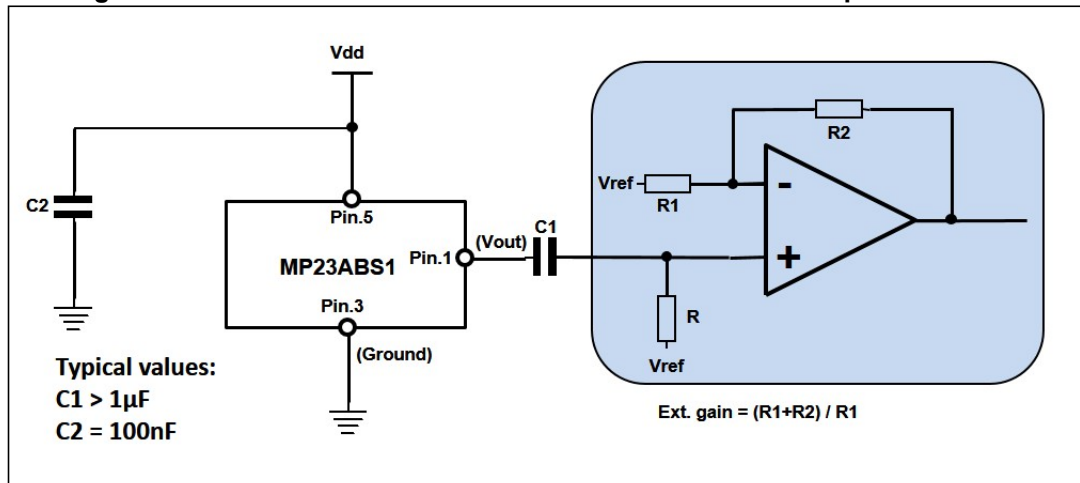 Vdd
C2
Pin.5
MP23ABS1
Pin.1
(Vout)
C1
Pin.3
(Ground)
Vref
R1
R2
-
+
R
Vref
Typical values:
C1 > 1µF
C2 = 100nF
Ext. gain = (R1+R2) / R1